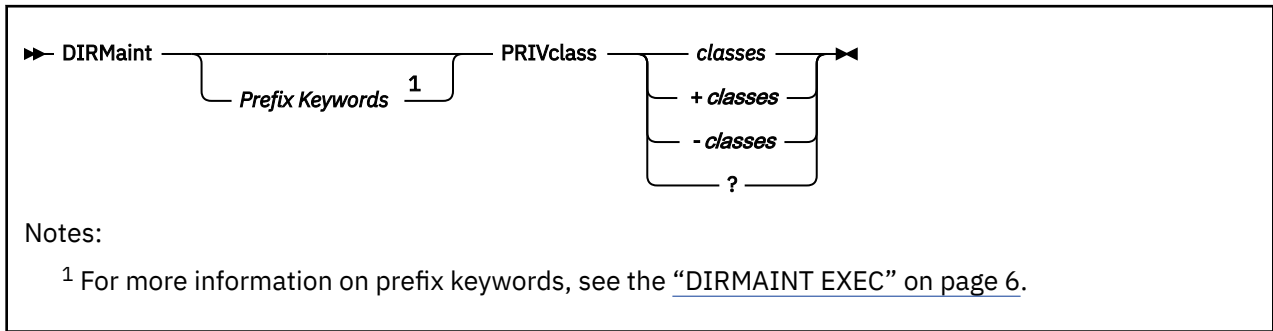 DIRMaint PRIVclass classes
Prefix Keywords 1 + classes
- classes
?
Notes:
1 For more information on prefix keywords, see the “DIRMAINT EXEC” on page 6.